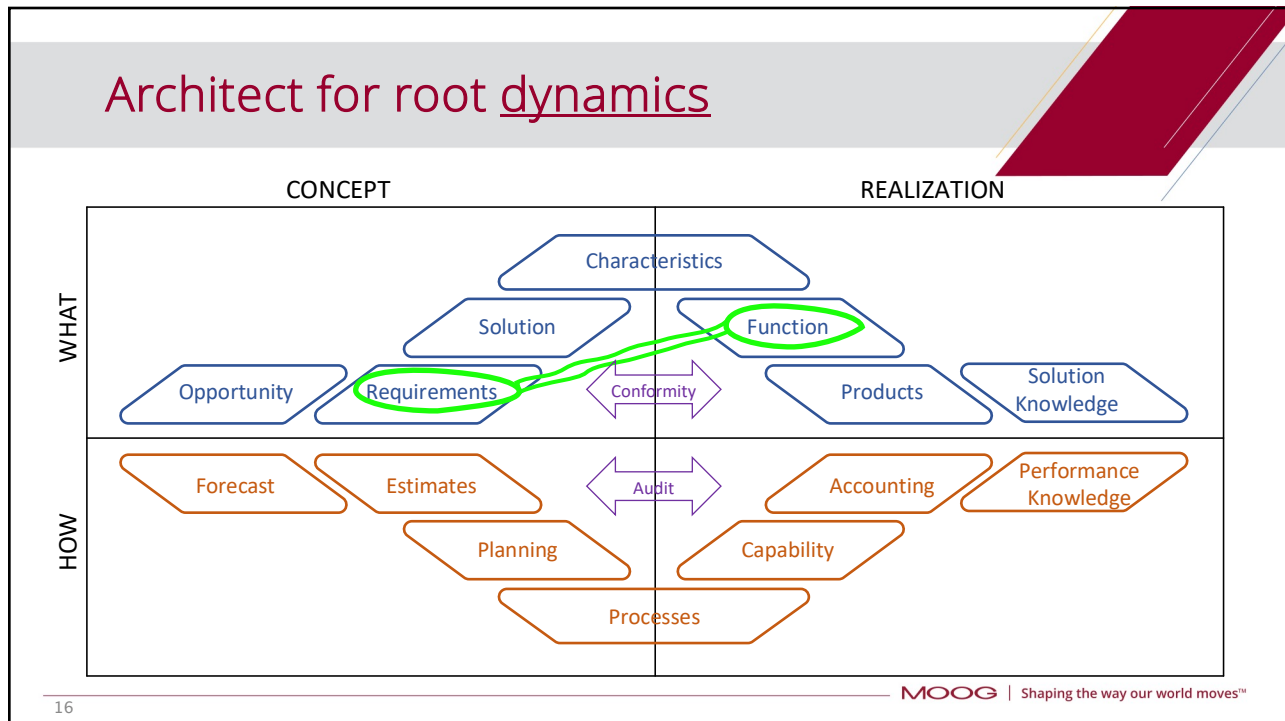 Architect for root dynamics
CONCEPT
REALIZATION
WHAT
Characteristics
Solution
Function
Opportunity
Requirements
Conformity
Products
Solution
Knowledge
HOW
Forecast
Estimates
Audit
Accounting
Performance
Knowledge
Planning
Capability
Processes
16
MOOG | Shaping the way our world moves™